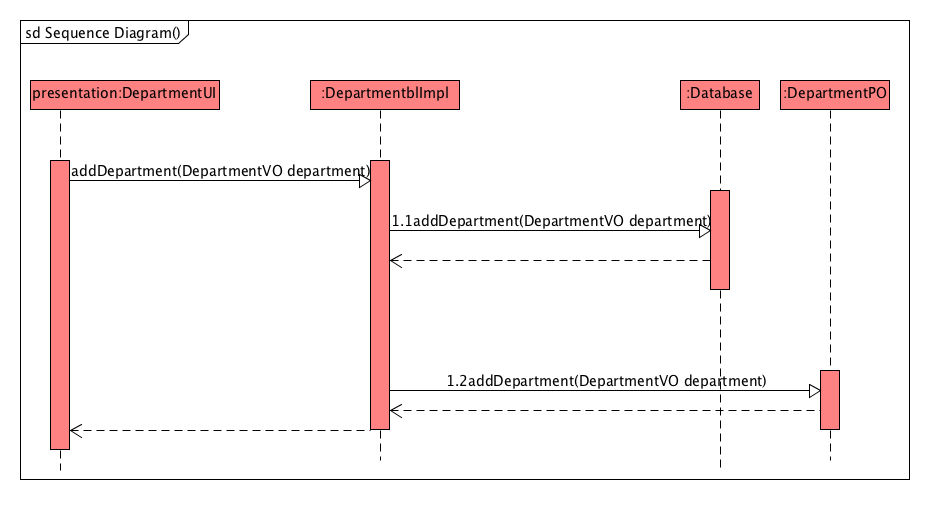 sd Sequence Diagram()
presentation:DepartmentUI
:DepartmentblImpl
:Database
:DepartmentPO
addDepartment(DepartmentVO department)
1.1addDepartment(DepartmentVO department)
1.2addDepartment(DepartmentVO department)